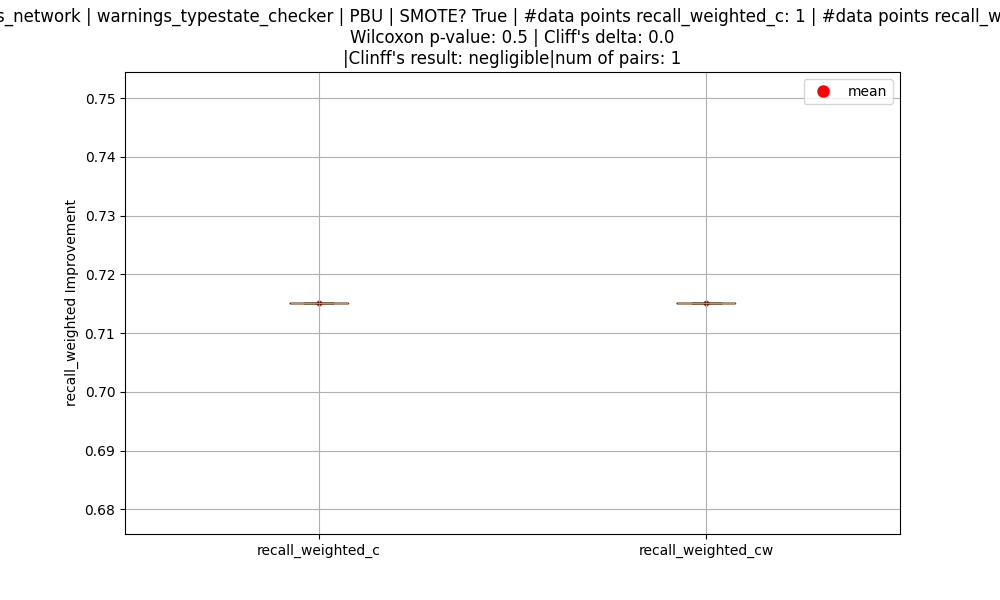 s_network | warnings_typestate_checker | PBU | SMOTE? True | #data points recall_weighted_c: 1 | #data points recall_w
Wilcoxon p-value: 0.5 | Cliff's delta: 0.0
|Clinff's result: negligible|num of pairs: 1
mean
0.75
0.74
0.73
0.72
0.71
0.70
0.69
0.68
recall_weighted Improvement
recall_weighted_c
recall_weighted_cw